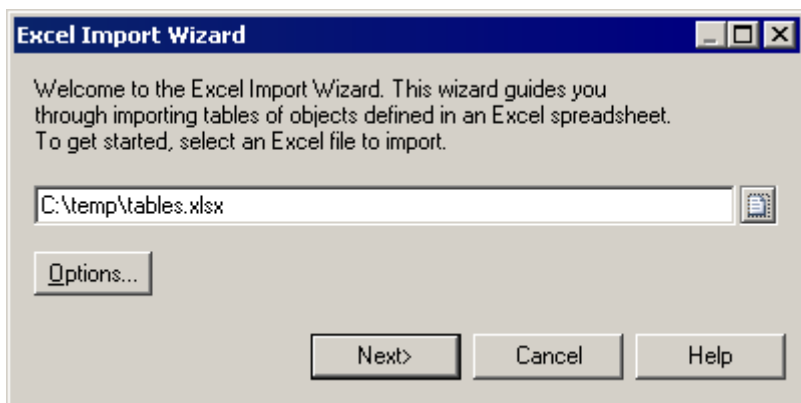 Excel Import Wizard
Welcome to the Excel Import Wizard. This wizard guides you
through importing tables of objects defined in an Excel spreadsheet.
To get started, select an Excel file to import.
C:\temp\tables.xlsx
Options...
Next> Cancel Help